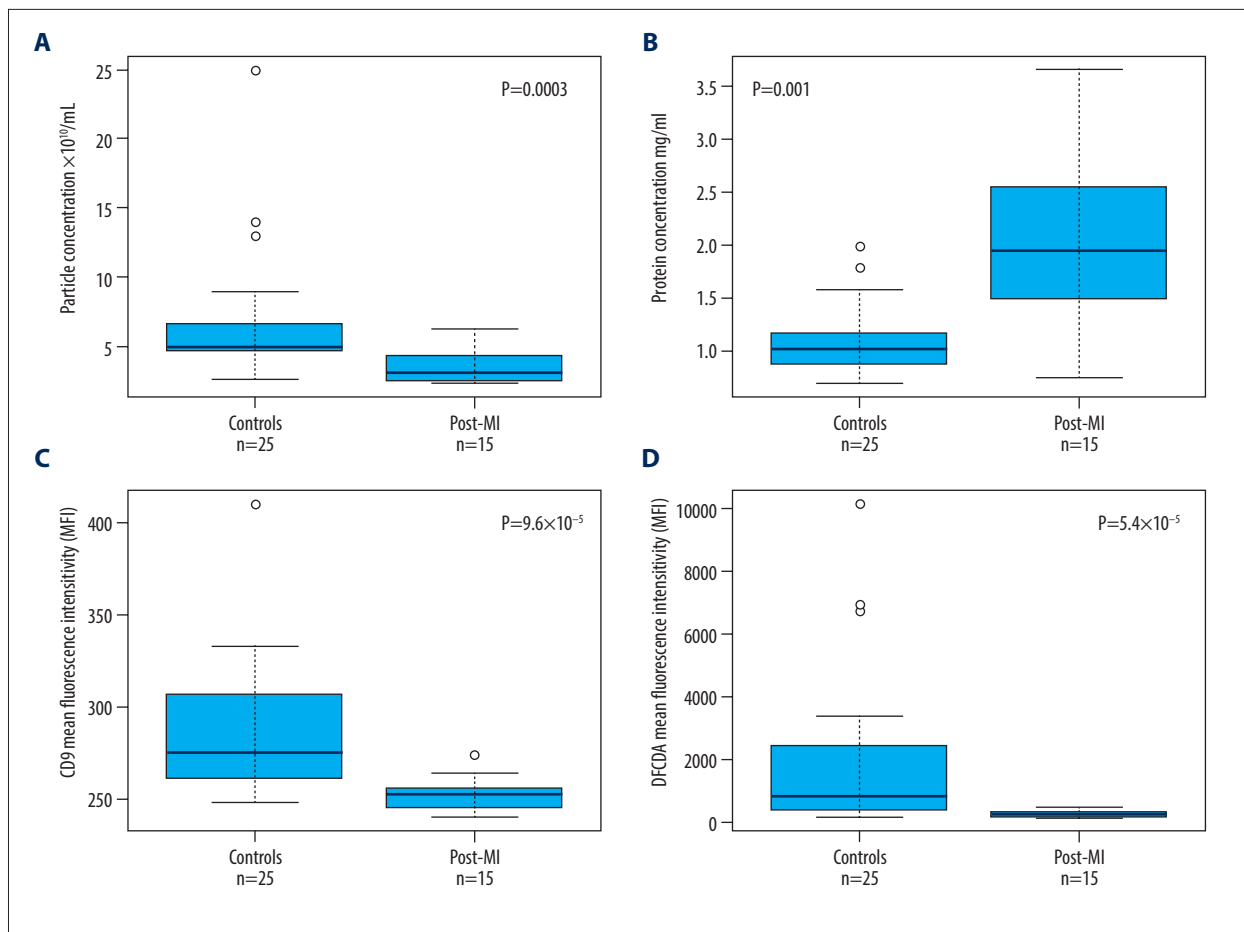 A
Particle concentration ×10¹⁰/mL
25
20
15
10
5
P=0.0003
Controls
n=25
Post-MI
n=15
B
Protein concentration mg/ml
3.5
3.0
2.5
2.0
1.5
1.0
P=0.001
Controls
n=25
Post-MI
n=15
C
CD9 mean fluorescence intensitivity (MFI)
400
350
300
250
P=9.6×10⁻⁵
Controls
n=25
Post-MI
n=15
D
DFCDA mean fluorescence intensitivity (MFI)
10000
8000
6000
4000
2000
0
P=5.4×10⁻⁵
Controls
n=25
Post-MI
n=15